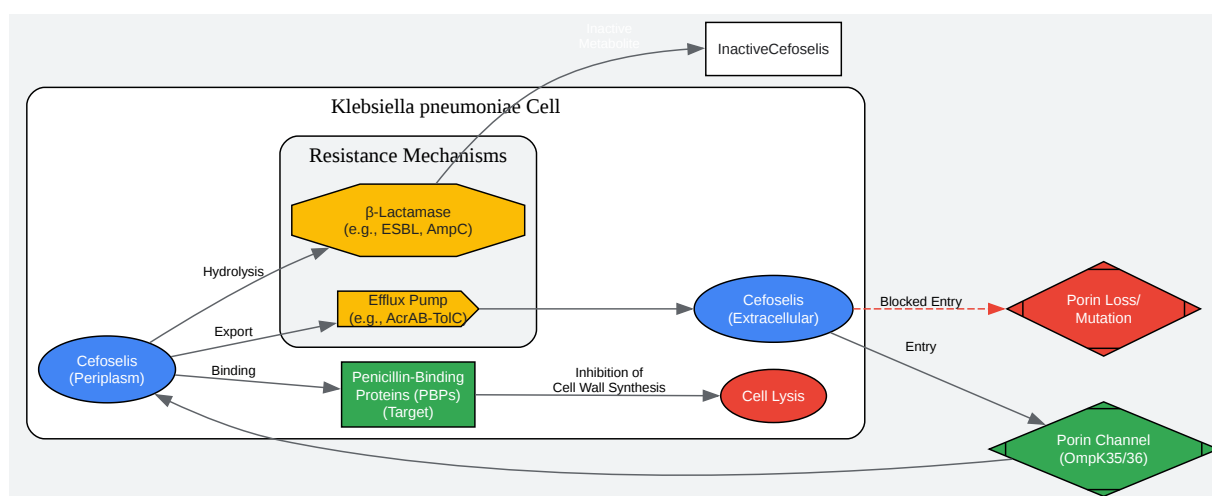 Inactive
Metabolite
InactiveCefoselis
Klebsiella pneumoniae Cell
Resistance Mechanisms
β-Lactamase
(e.g., ESBL, AmpC)
Hydrolysis
Efflux Pump
(e.g., AcrAB-TolC)
Export
Cefoselis
(Periplasm)
Binding
Penicillin-Binding
Proteins (PBPs)
(Target)
Inhibition of
Cell Wall Synthesis
Cell Lysis
Cefoselis
(Extracellular)
Blocked Entry
Porin Loss/
Mutation
Entry
Porin Channel
(OmpK35/36)